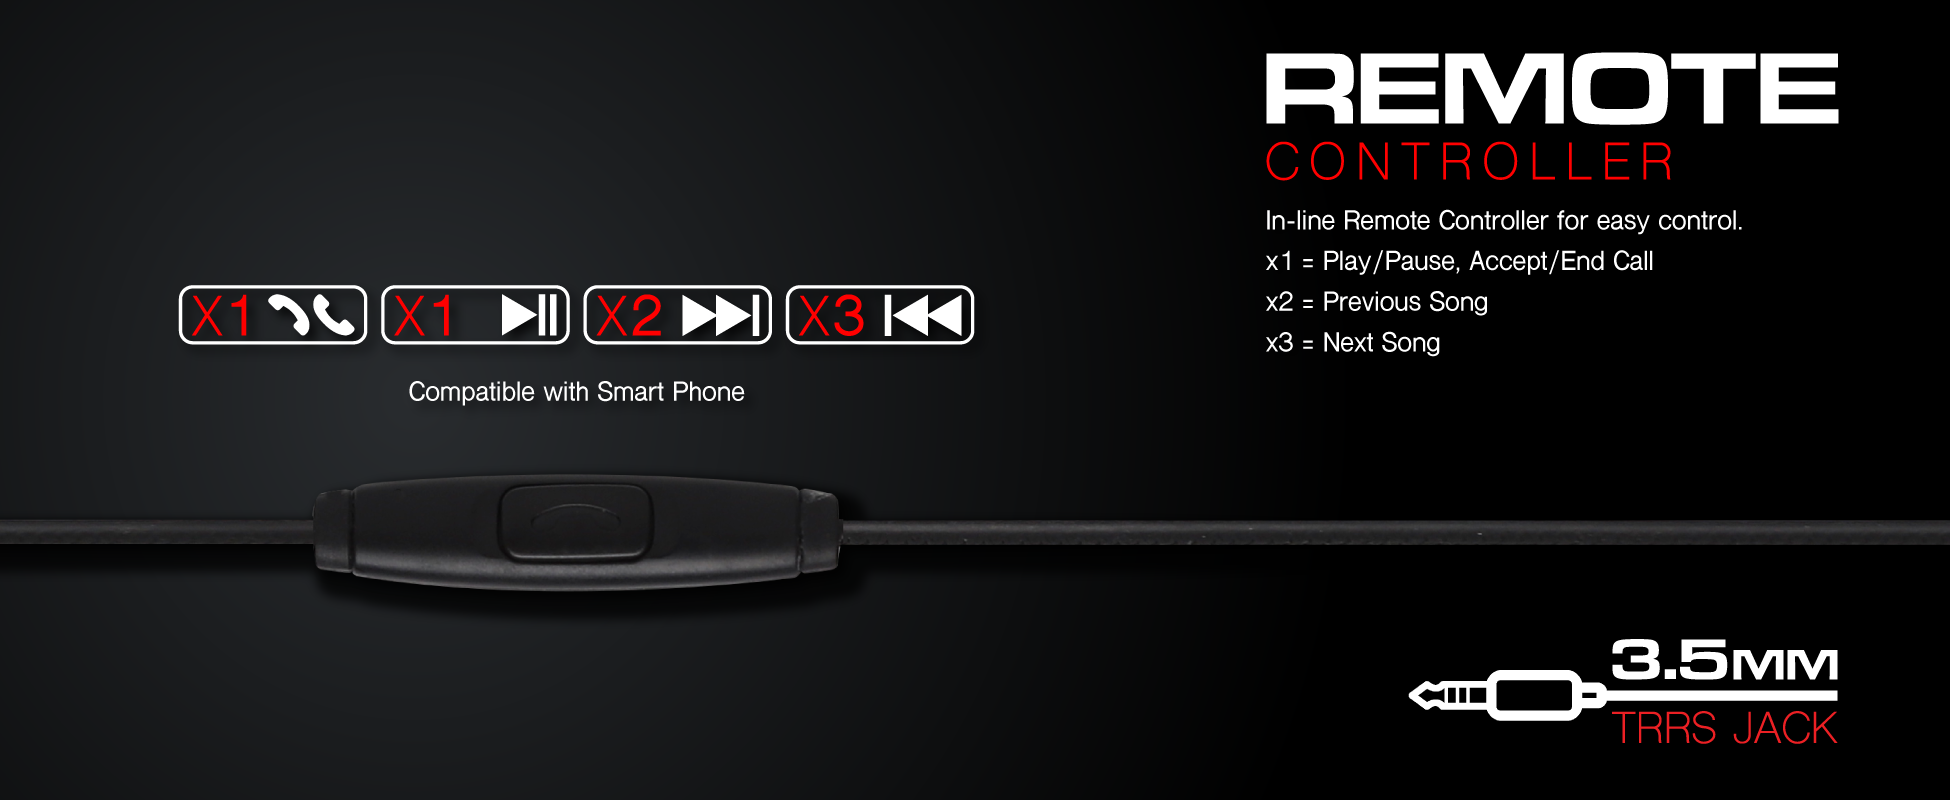 REMOTE
CONTROLLER
In-line Remote Controller for easy control.
x1 = Play/Pause, Accept/End Call
x2 = Previous Song
x3 = Next Song
X1
X1
X2
X3
Compatible with Smart Phone
3.5MM
TRRS JACK